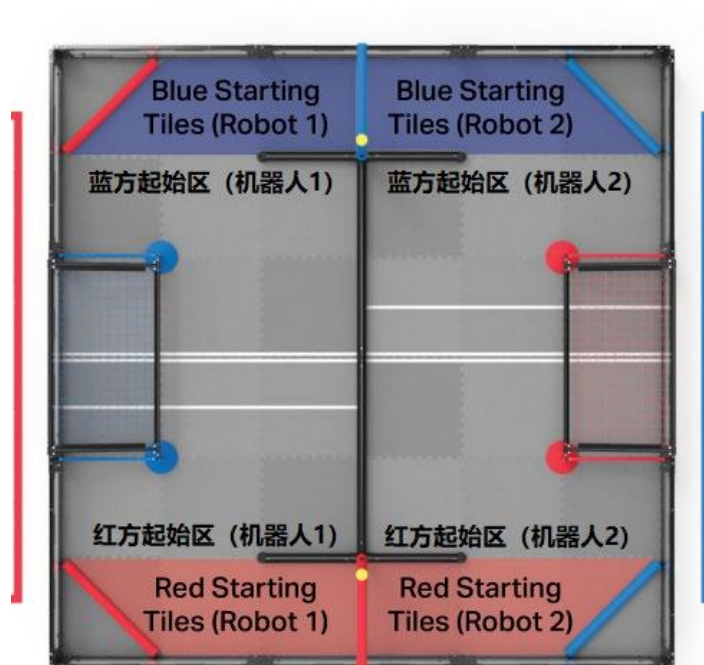 Blue Starting
Tiles (Robot 1)
Blue Starting
Tiles (Robot 2)
蓝方起始区（机器人1）
蓝方起始区（机器人2）
红方起始区（机器人1）
红方起始区（机器人2）
Red Starting
Tiles (Robot 1)
Red Starting
Tiles (Robot 2)